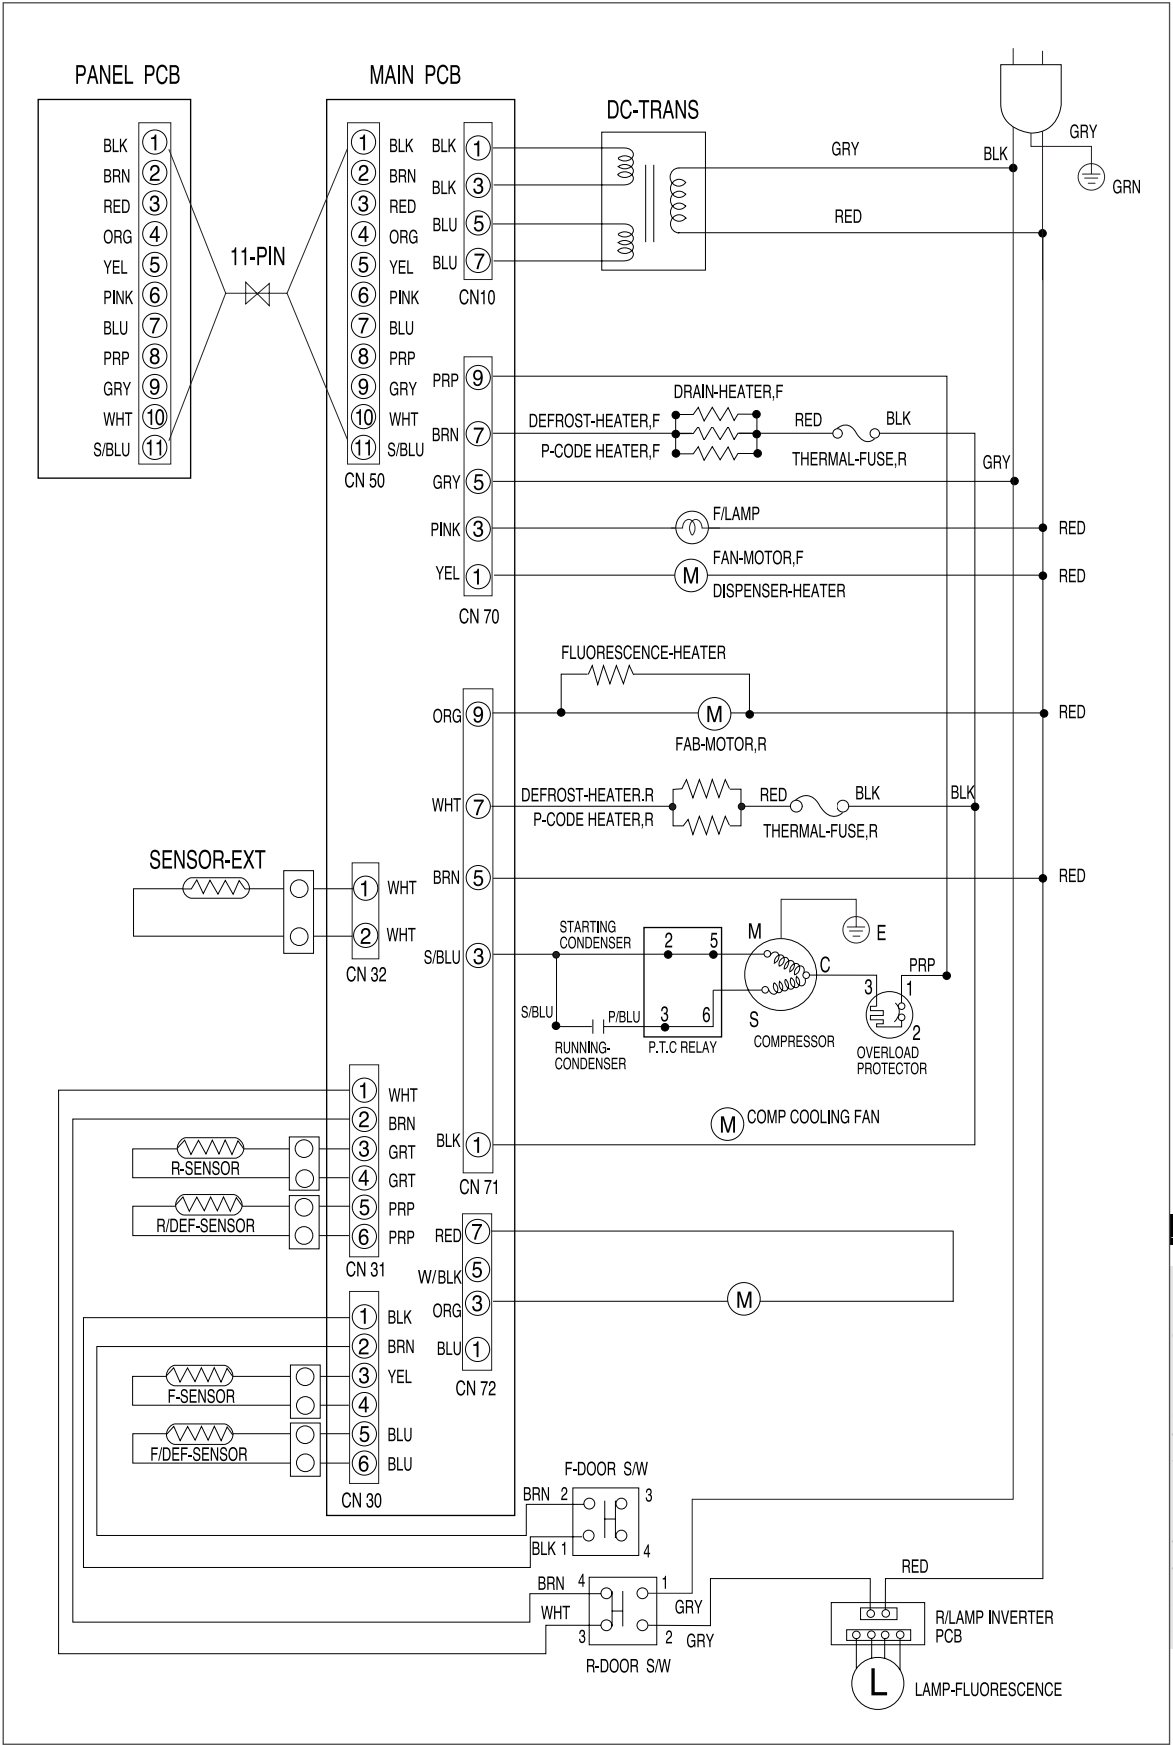 PANEL PCB
MAIN PCB
DC-TRANS
BLK 1
BRN 2
RED 3
ORG 4
YEL 5
PINK 6
BLU 7
PRP 8
GRY 9
WHT 10
S/BLU 11
11-PIN
1 BLK
2 BRN
3 RED
4 ORG
5 YEL
6 PINK
7 BLU
8 PRP
9 GRY
10 WHT
11 S/BLU
CN 50
BLK 1
BLK 3
BLU 5
BLU 7
CN10
GRY
BLK
RED
GRY
GRN
PRP 9
BRN 7
GRY 5
PINK 3
YEL 1
CN 70
DRAIN-HEATER,F
DEFROST-HEATER,F
P-CODE HEATER,F
RED
BLK
THERMAL-FUSE,R
GRY
F/LAMP
RED
M
FAN-MOTOR,F
DISPENSER-HEATER
RED
FLUORESCENCE-HEATER
ORG 9
M
FAB-MOTOR,R
RED
WHT 7
DEFROST-HEATER.R
P-CODE HEATER,R
RED
BLK
THERMAL-FUSE,R
BLK
BRN 5
RED
S/BLU 3
STARTING
CONDENSER
S/BLU
RUNNING-
CONDENSER
P/BLU
2 5
3 6
P.T.C RELAY
M
C
S
COMPRESSOR
E
PRP
3 1
2
OVERLOAD
PROTECTOR
M
COMP COOLING FAN
BLK 1
CN 71
RED 7
W/BLK 5
ORG 3
BLU 1
CN 72
M
SENSOR-EXT
1 WHT
2 WHT
CN 32
1 WHT
2 BRN
3 GRT
4 GRT
5 PRP
6 PRP
CN 31
R-SENSOR
R/DEF-SENSOR
1 BLK
2 BRN
3 YEL
4
5 BLU
6 BLU
CN 30
F-SENSOR
F/DEF-SENSOR
F-DOOR S/W
BRN 2 3
BLK 1 4
BRN 4 1
GRY
WHT 3 2
GRY
R-DOOR S/W
RED
R/LAMP INVERTER
PCB
L
LAMP-FLUORESCENCE